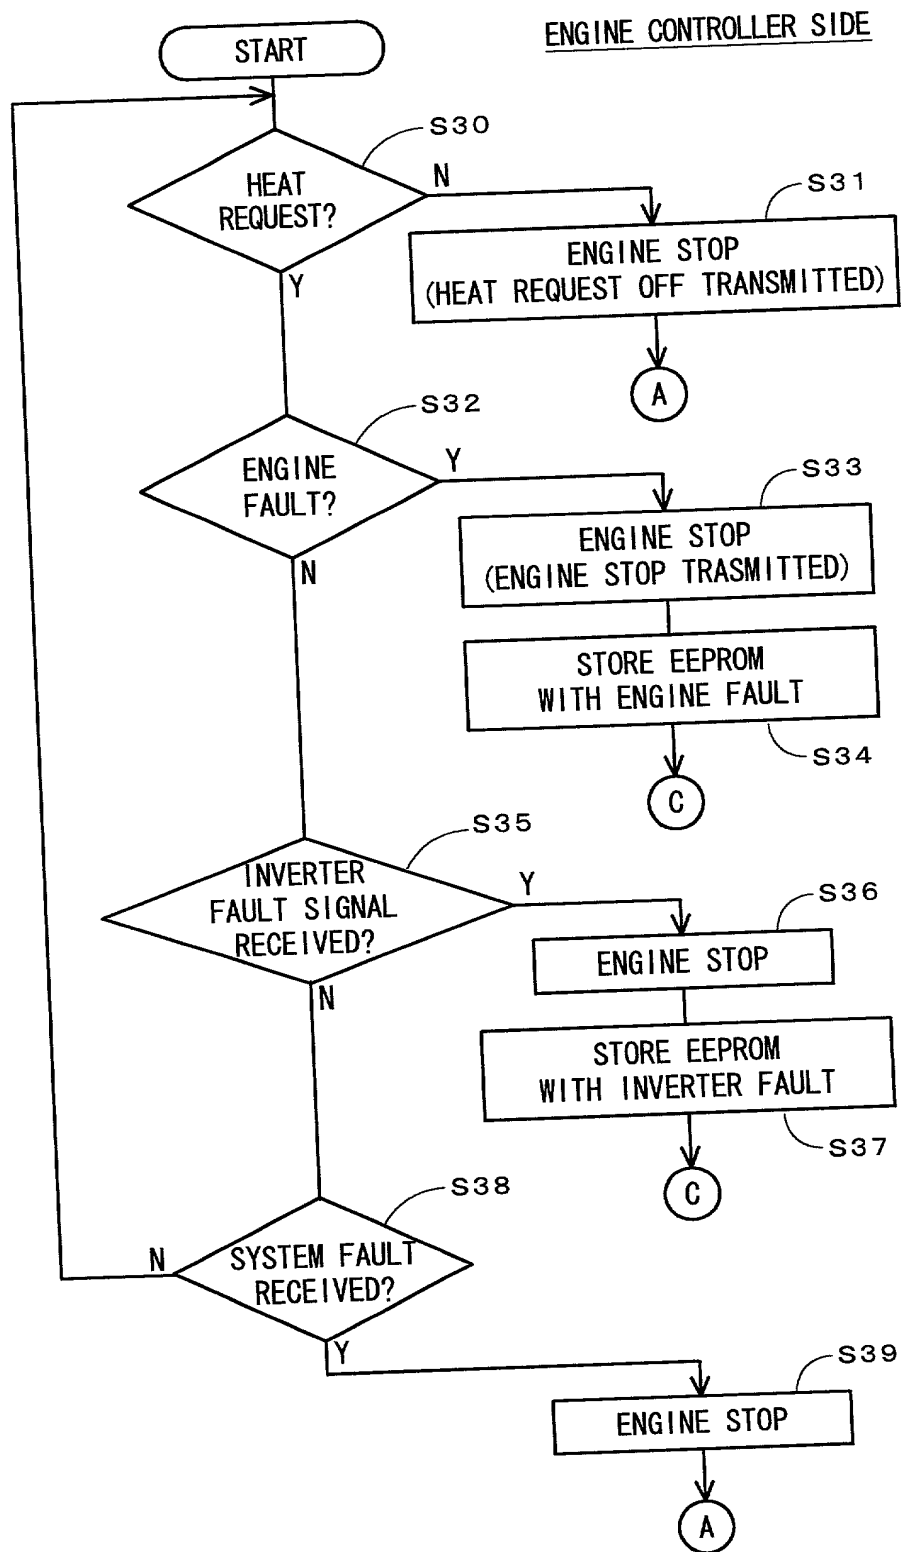 ENGINE CONTROLLER SIDE
START
S30
HEAT
REQUEST?
N
Y
S31
ENGINE STOP
(HEAT REQUEST OFF TRANSMITTED)
A
S32
ENGINE
FAULT?
Y
N
S33
ENGINE STOP
(ENGINE STOP TRASMITTED)
STORE EEPROM
WITH ENGINE FAULT
S34
C
S35
INVERTER
FAULT SIGNAL
RECEIVED?
Y
N
S36
ENGINE STOP
STORE EEPROM
WITH INVERTER FAULT
S37
C
S38
SYSTEM FAULT
RECEIVED?
N
Y
S39
ENGINE STOP
A